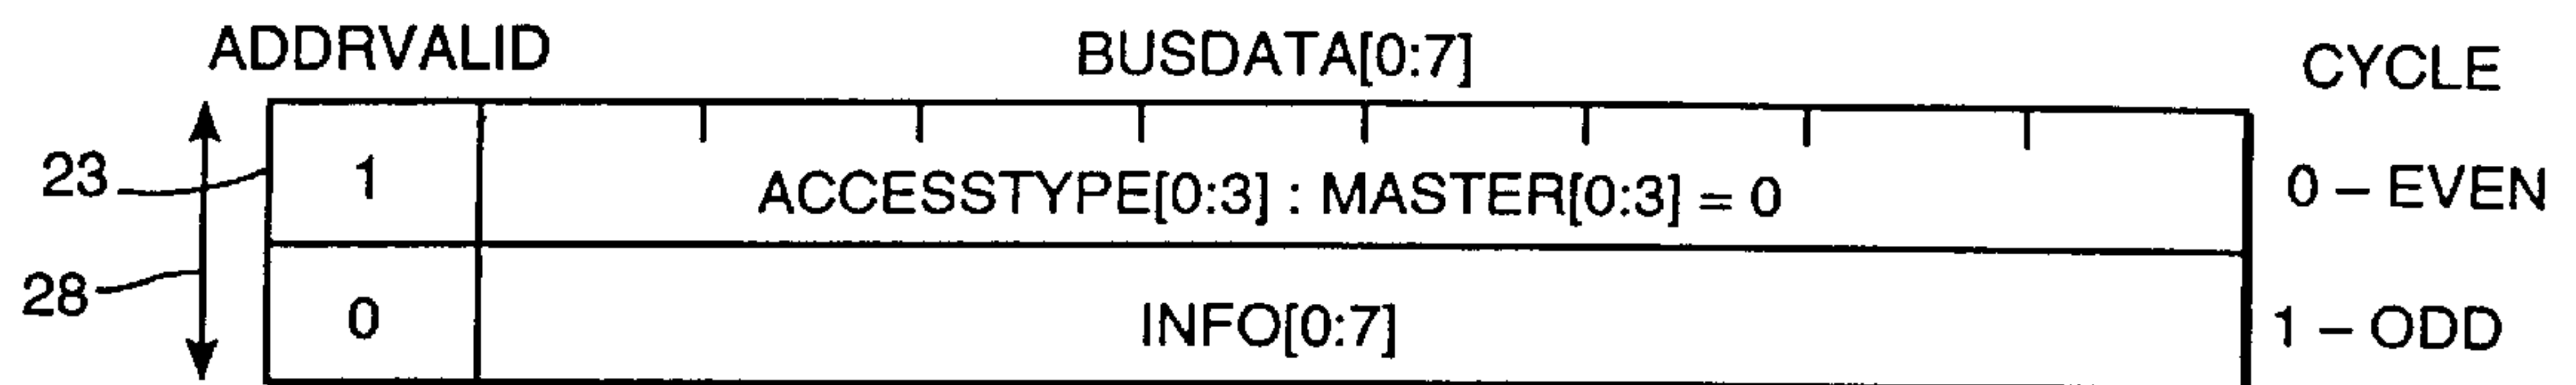 ADDRVALID BUSDATA[0:7] CYCLE
23 1 ACCESSTYPE[0:3] : MASTER[0:3] = 0 0 – EVEN
28 0 INFO[0:7] 1 – ODD